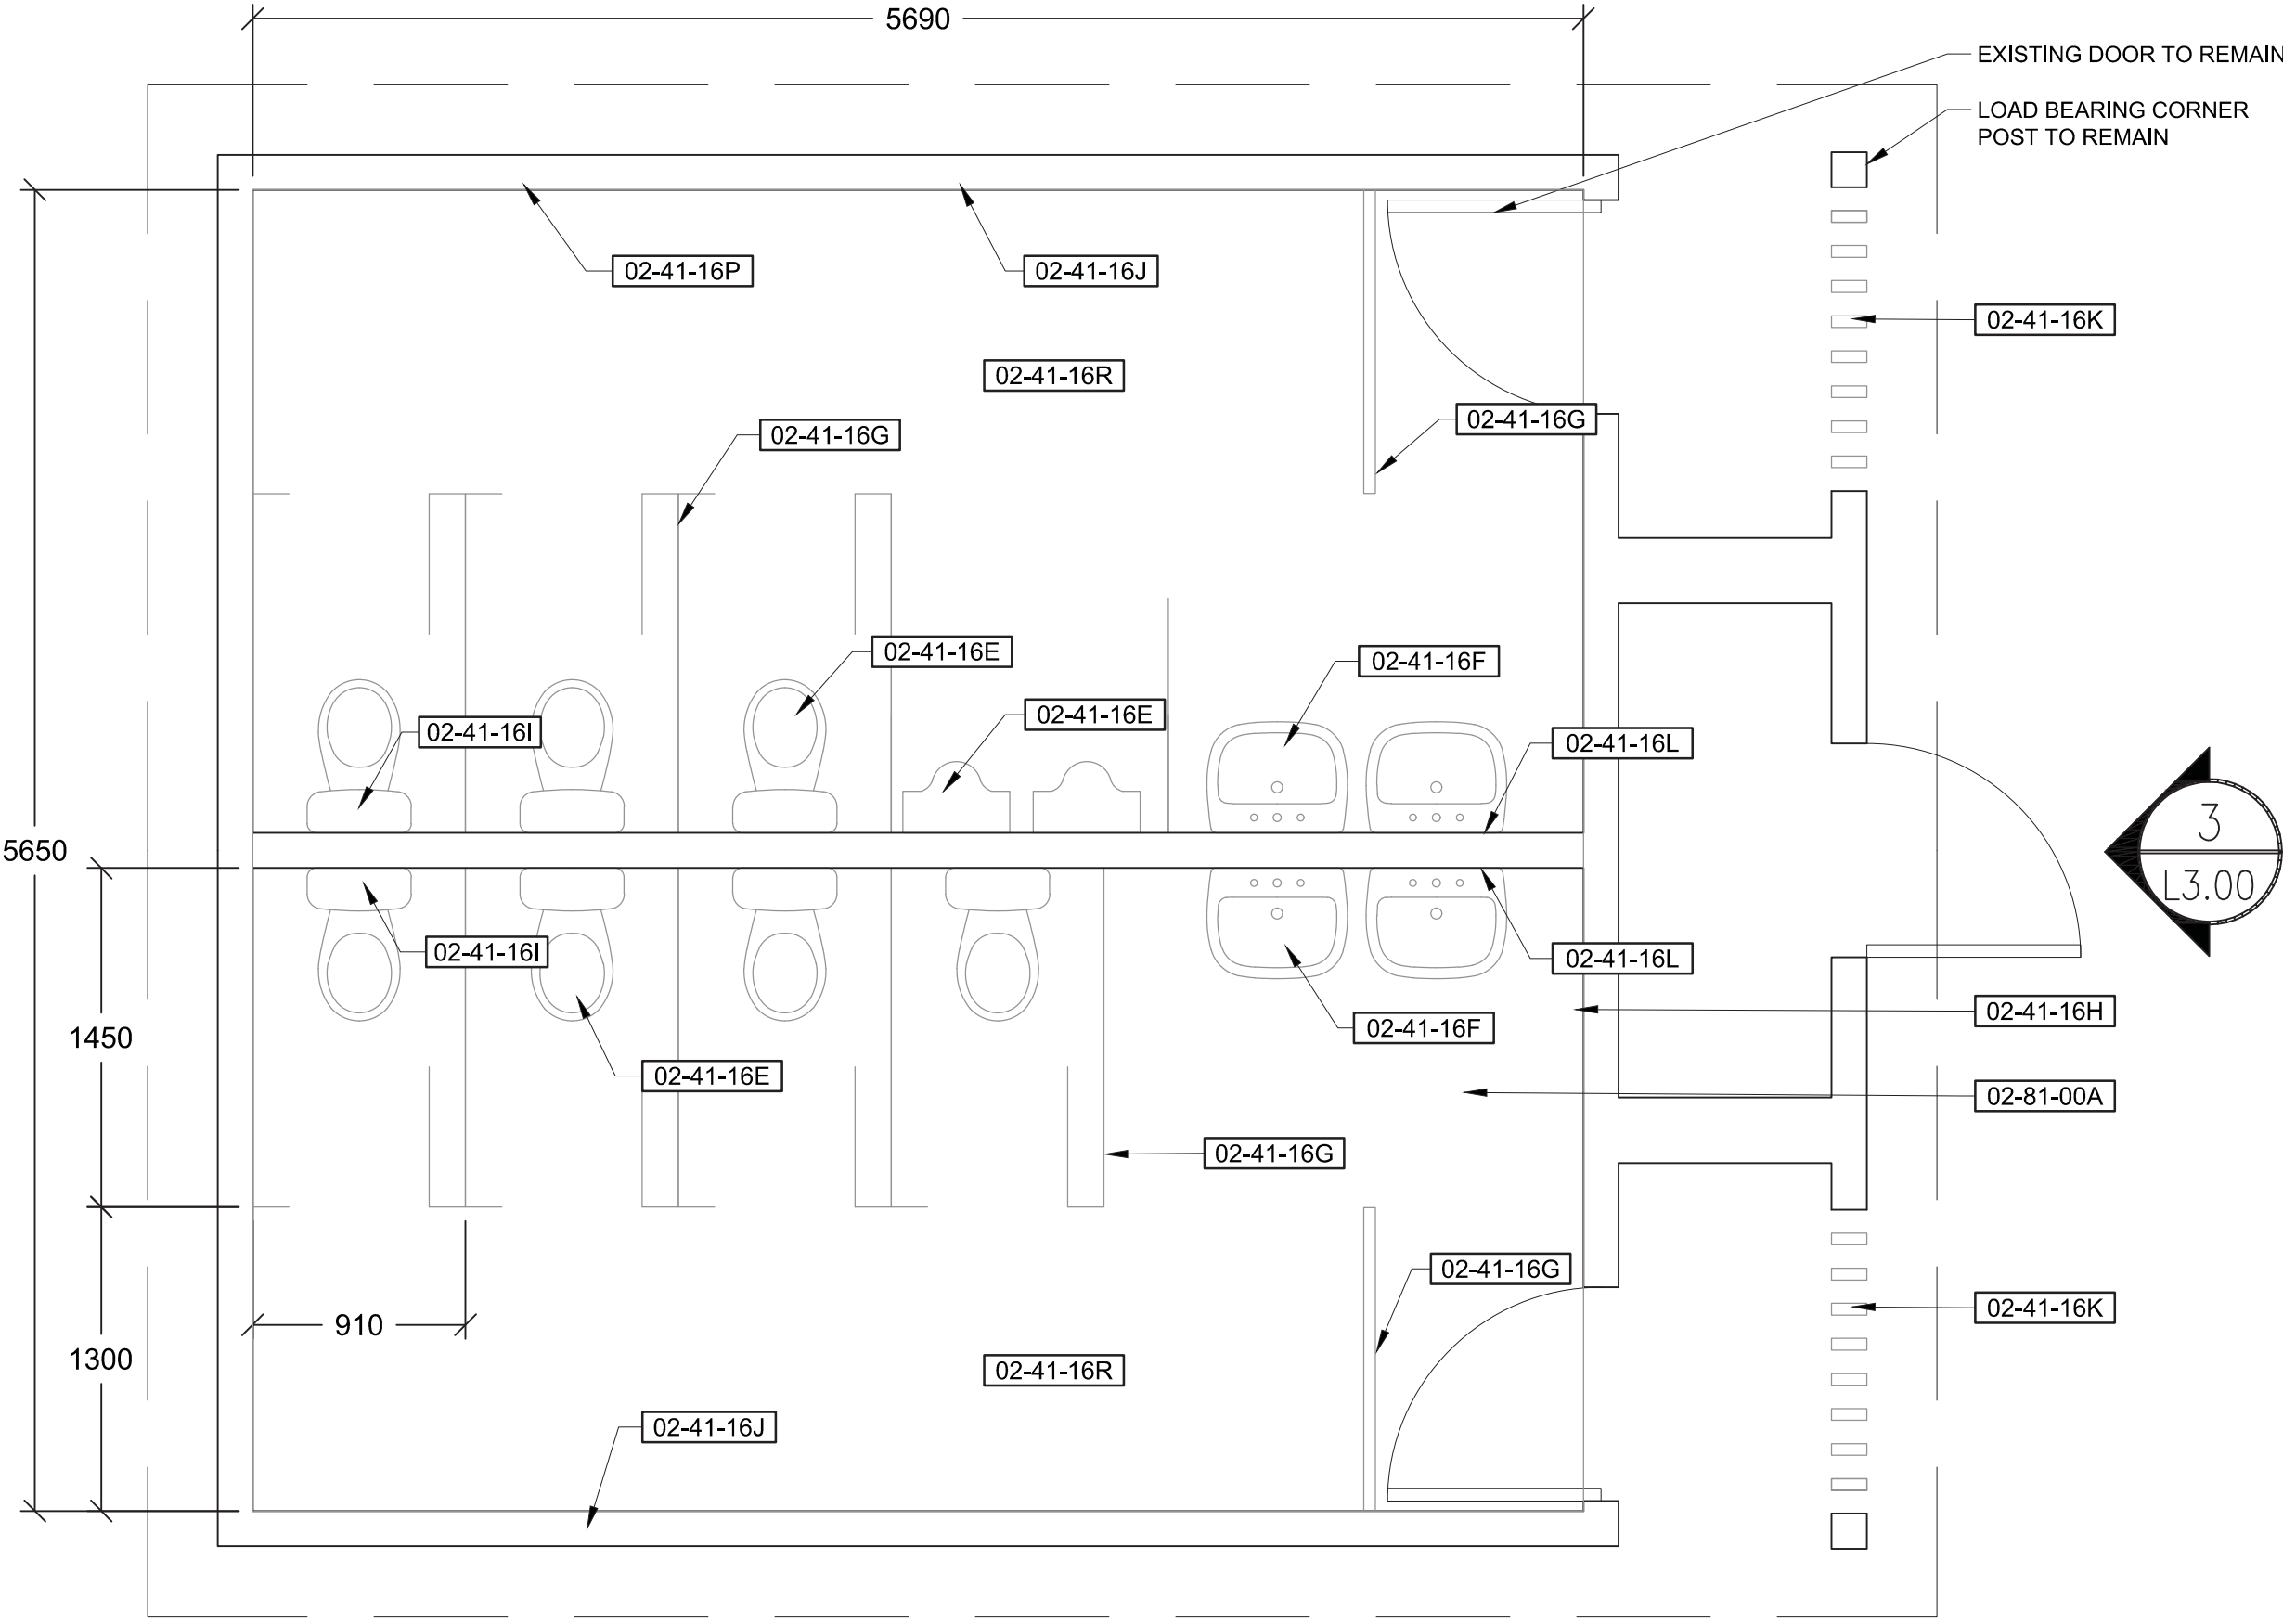 5690
EXISTING DOOR TO REMAIN
LOAD BEARING CORNER
POST TO REMAIN
02-41-16P
02-41-16J
02-41-16K
02-41-16R
02-41-16G
02-41-16G
02-41-16E
02-41-16F
02-41-16E
02-41-16I
02-41-16L
3
5650
L3.00
02-41-16I
02-41-16L
02-41-16H
1450
02-41-16F
02-41-16E
02-81-00A
02-41-16G
02-41-16G
02-41-16K
910
1300
02-41-16R
02-41-16J